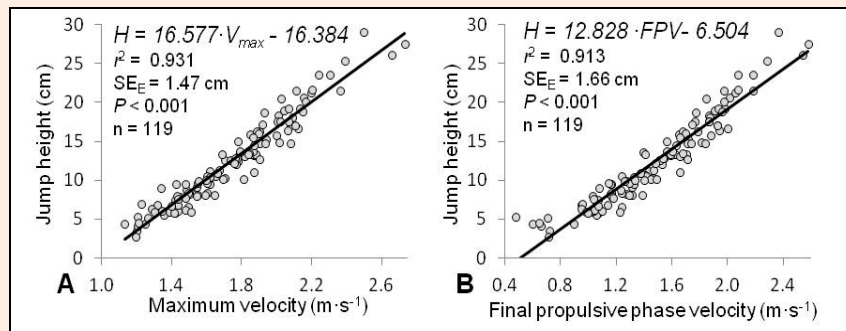 H = 16.577·Vmax - 16.384
r² = 0.931
SEE = 1.47 cm
P < 0.001
n = 119
Jump height (cm)
30
25
20
15
10
5
0
1.0 1.4 1.8 2.2 2.6
A
Maximum velocity (m·s-1)
H = 12.828 ·FPV- 6.504
r² = 0.913
SEE = 1.66 cm
P < 0.001
n = 119
Jump height (cm)
30
25
20
15
10
5
0
0.4 0.8 1.2 1.6 2.0 2.4
B
Final propulsive phase velocity (m·s-1)